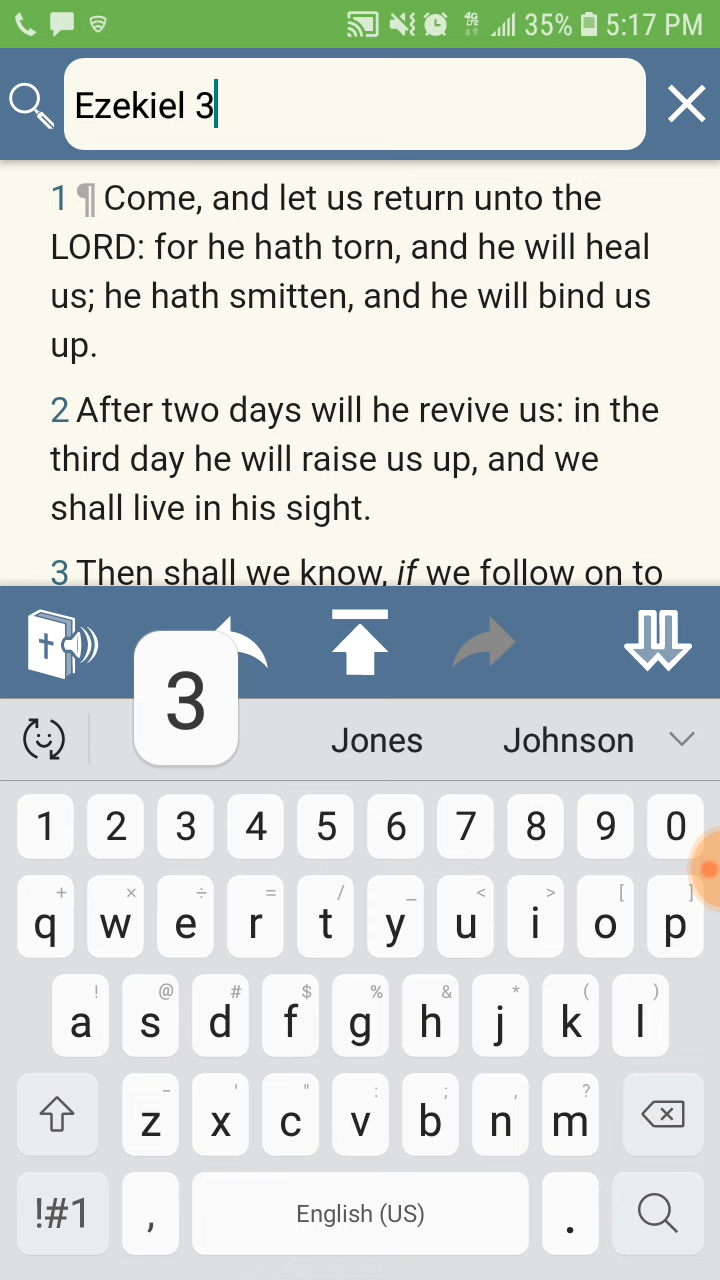 4G LTE 35% 5:17 PM
Ezekiel 3
1 ¶ Come, and let us return unto the
LORD: for he hath torn, and he will heal
us; he hath smitten, and he will bind us
up.
2 After two days will he revive us: in the
third day he will raise us up, and we
shall live in his sight.
3 Then shall we know, if we follow on to
3
Jones Johnson
1 2 3 4 5 6 7 8 9 0
+ × ÷ = / _ < > [ ]
q w e r t y u i o p
! @ # $ % & * ( )
a s d f g h j k l
- ' " : ; , ?
z x c v b n m
!#1 , English (US) .